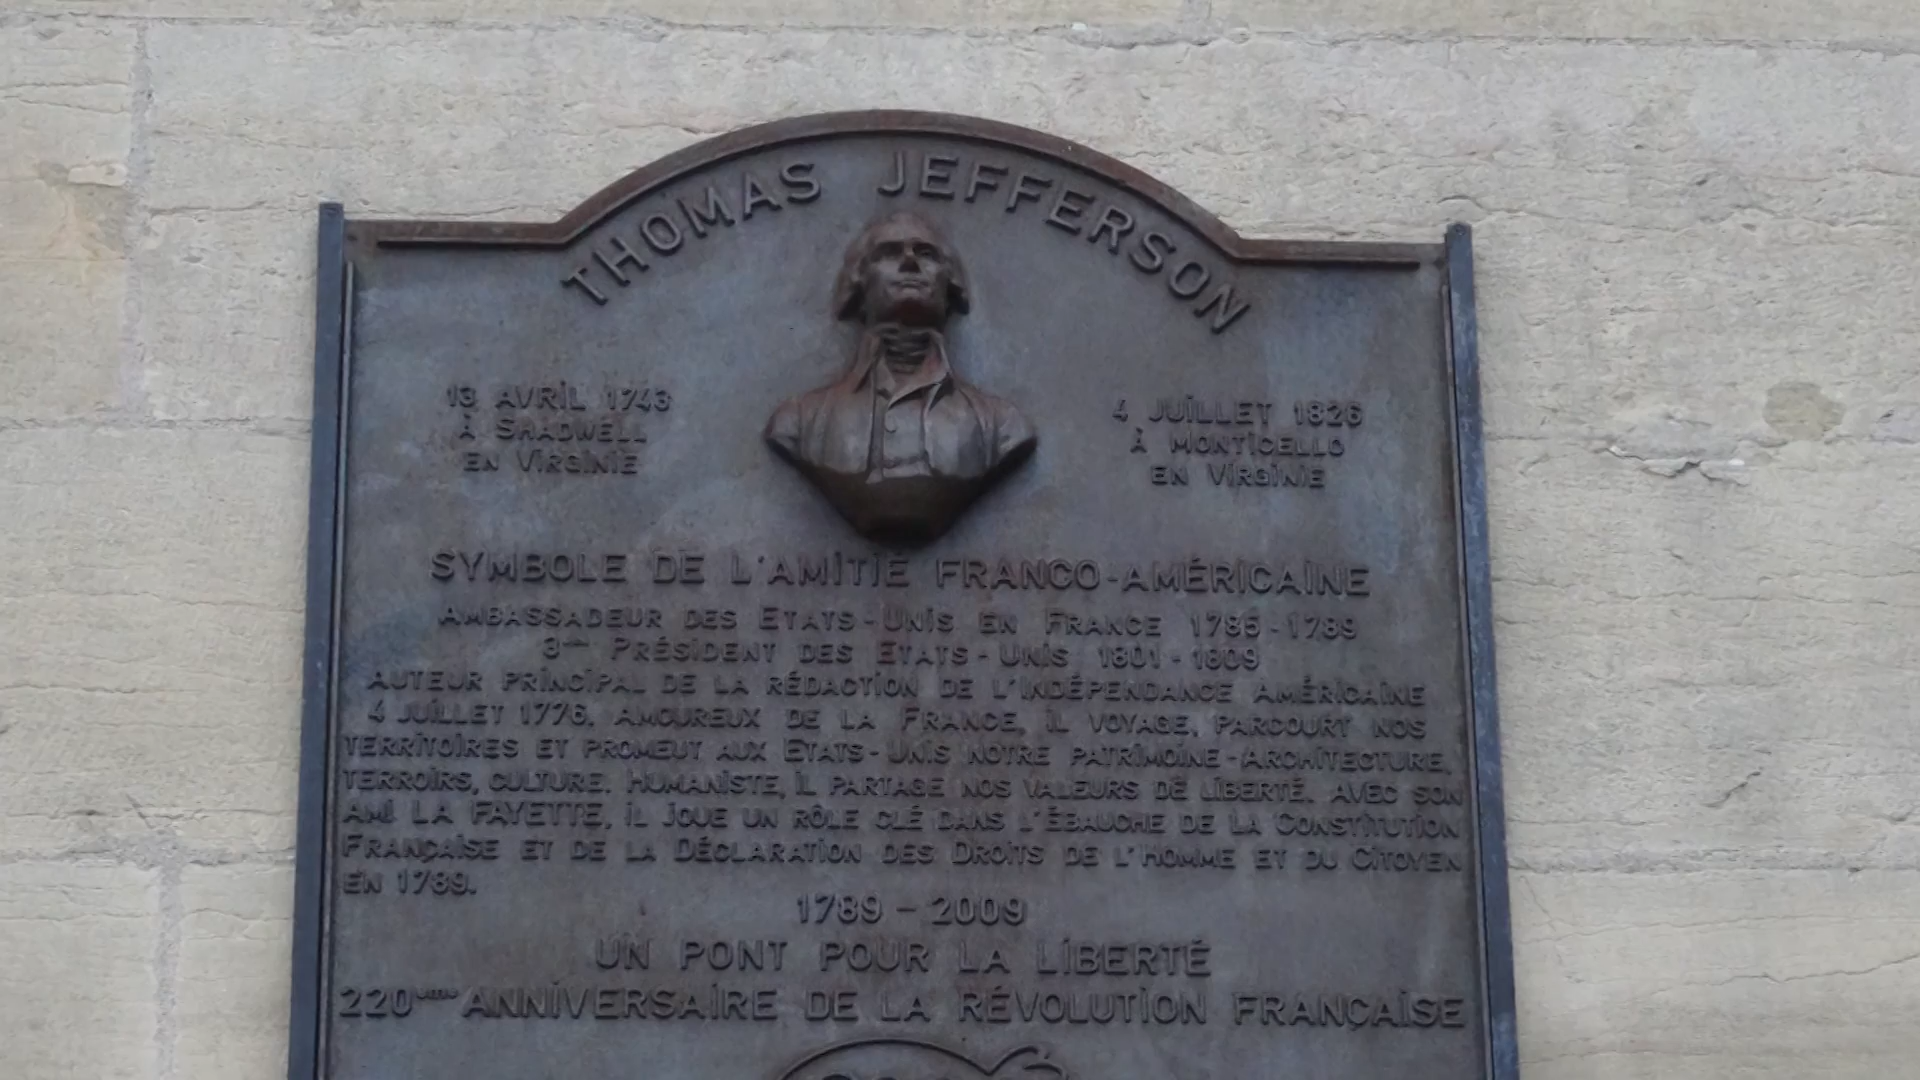 THOMAS JEFFERSON
13 AVRIL 1743
À SHADWELL
EN VIRGINIE
4 JUILLET 1826
À MONTICELLO
EN VIRGINIE
SYMBOLE DE L'AMITIÉ FRANCO-AMÉRICAINE
AMBASSADEUR DES ETATS-UNIS EN FRANCE 1785-1789
3ème PRÉSIDENT DES ETATS-UNIS 1801-1809
AUTEUR PRINCIPAL DE LA RÉDACTION DE L'INDÉPENDANCE AMÉRICAINE
4 JUILLET 1776. AMOUREUX DE LA FRANCE, IL VOYAGE, PARCOURT NOS
TERRITOIRES ET PROMEUT AUX ETATS-UNIS NOTRE PATRIMOINE-ARCHITECTURE,
TERROIRS, CULTURE. HUMANISTE, IL PARTAGE NOS VALEURS DE LIBERTÉ. AVEC SON
AMI LA FAYETTE, IL JOUE UN RÔLE CLÉ DANS L'ÉBAUCHE DE LA CONSTITUTION
FRANÇAISE ET DE LA DÉCLARATION DES DROITS DE L'HOMME ET DU CITOYEN
EN 1789.
1789 – 2009
UN PONT POUR LA LIBERTÉ
220ème ANNIVERSAIRE DE LA RÉVOLUTION FRANÇAISE